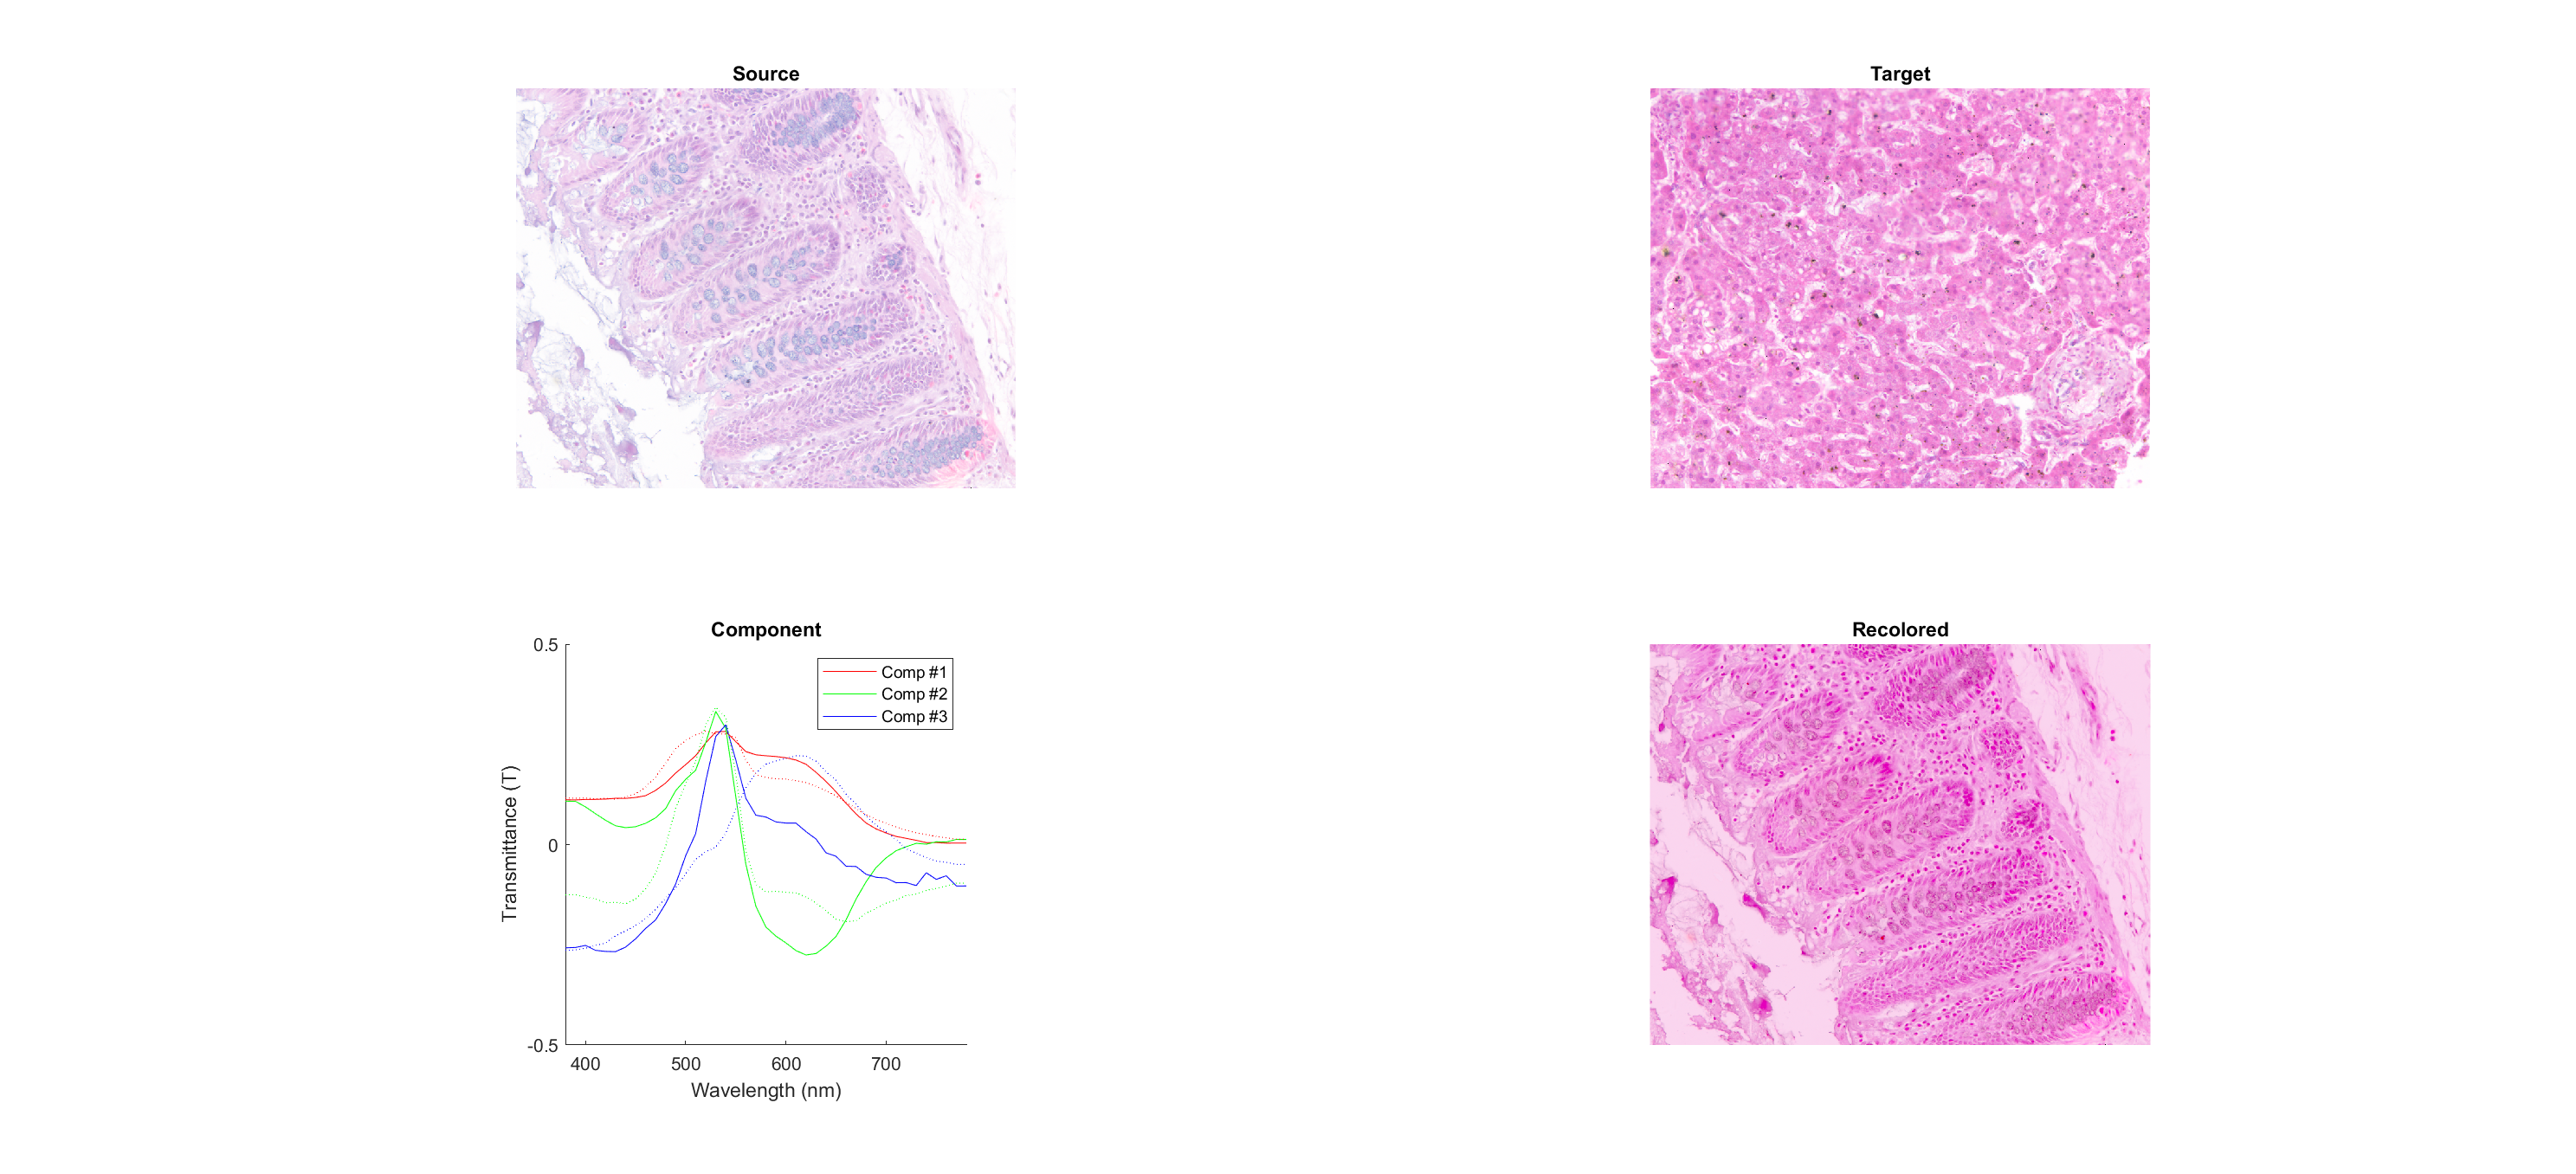 Source
Target
Component
0.5
0
-0.5
400 500 600 700
Transmittance (T)
Wavelength (nm)
Comp #1
Comp #2
Comp #3
Recolored